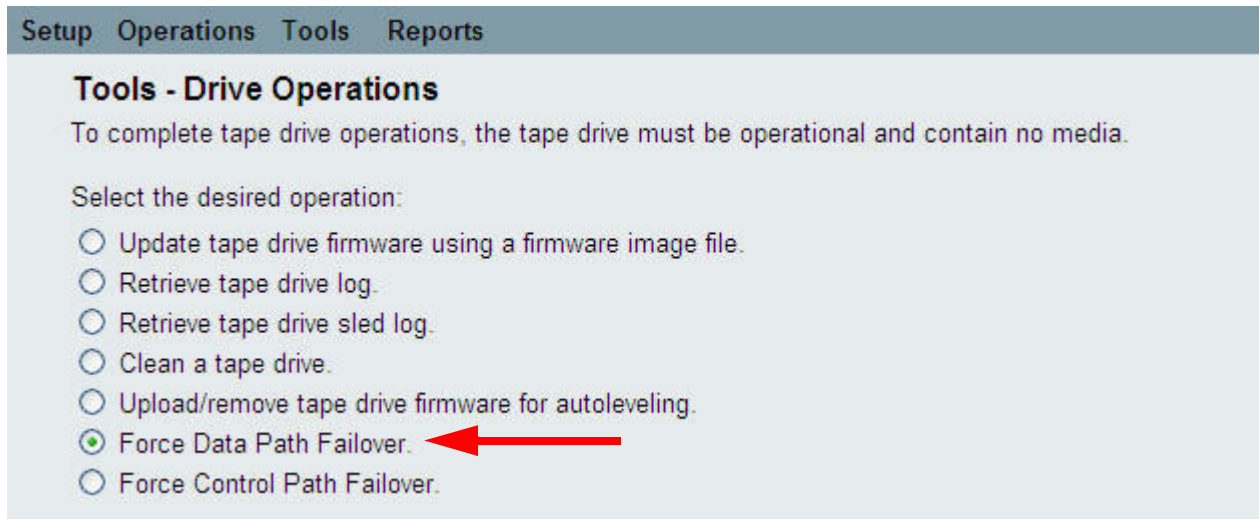 Setup Operations Tools Reports
Tools - Drive Operations
To complete tape drive operations, the tape drive must be operational and contain no media.
Select the desired operation:
Update tape drive firmware using a firmware image file.
Retrieve tape drive log.
Retrieve tape drive sled log.
Clean a tape drive.
Upload/remove tape drive firmware for autoleveling.
Force Data Path Failover.
Force Control Path Failover.